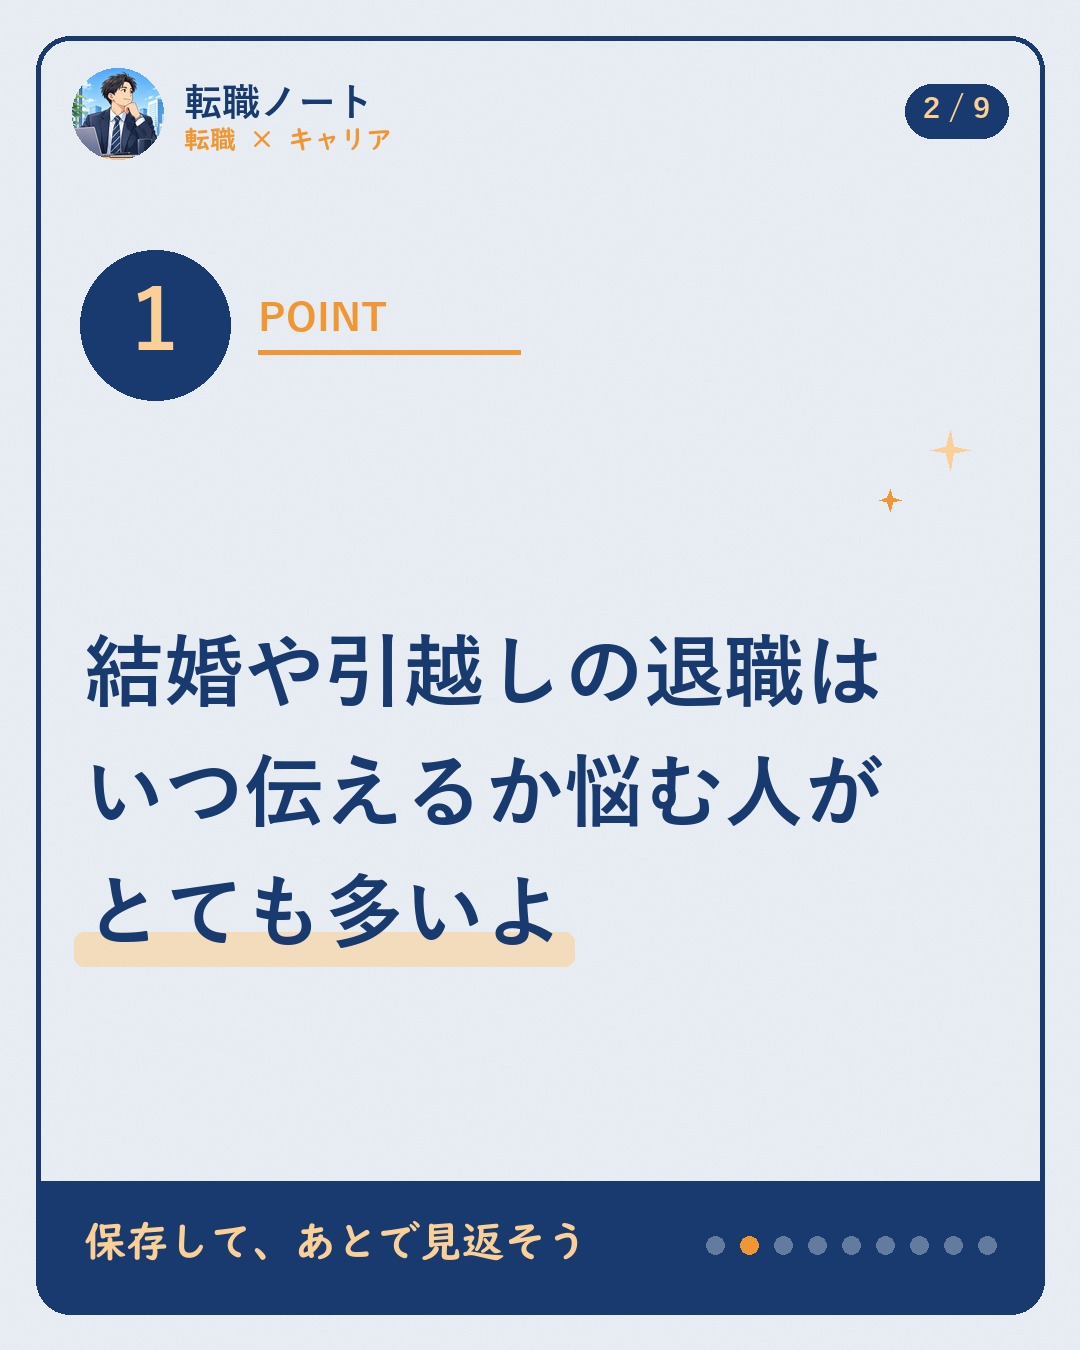 転職ノート
転職 × キャリア
2 / 9
1
POINT
結婚や引越しの退職は
いつ伝えるか悩む人が
とても多いよ
保存して、あとで見返そう